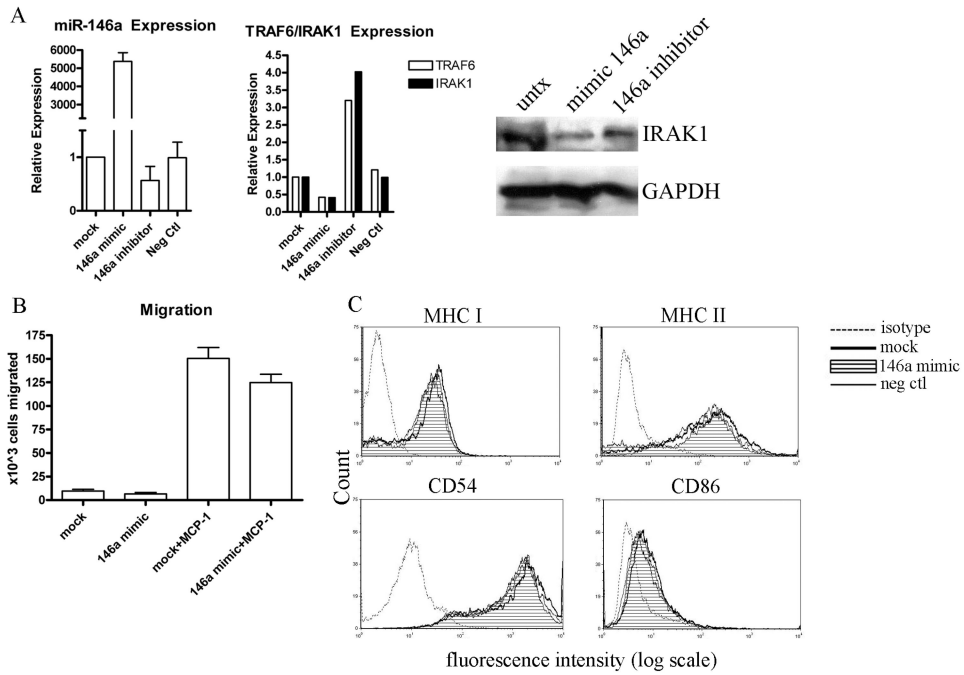 A
miR-146a Expression
Relative Expression
6000
5000
4000
3000
1
0
mock
146a mimic
146a inhibitor
Neg Ctl
TRAF6/IRAK1 Expression
Relative Expression
4.5
4.0
3.5
3.0
2.5
2.0
1.5
1.0
0.5
0.0
mock
146a mimic
146a inhibitor
Neg Ctl
TRAF6
IRAK1
untx
mimic 146a
146a inhibitor
IRAK1
GAPDH
B
Migration
x10^3 cells migrated
175
150
125
100
75
50
25
0
mock
146a mimic
mock+MCP-1
146a mimic+MCP-1
C
MHC I
MHC II
CD54
CD86
Count
fluorescence intensity (log scale)
isotype
mock
146a mimic
neg ctl